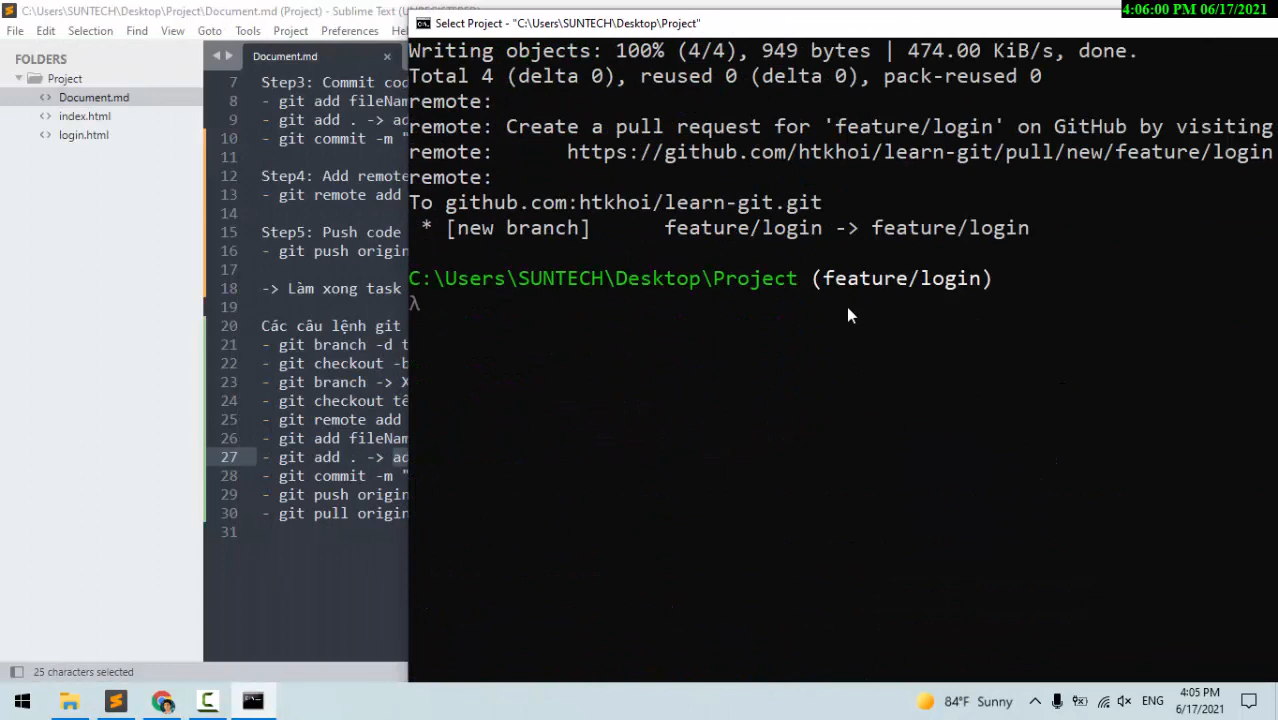 4:06:00 PM 06/17/2021
C:\Users\SUNTECH\Desktop\Project\Document.md (Project) - Sublime Text (UNREGISTERED)
File Edit Selection Find View Goto Tools Project Preferences
FOLDERS
Project
Document.md
index.html
login.html
Document.md
7 Step3: Commit
8 - git add
9 - git add . ->
10 - git commit -m "
11
12 Step4: Add remote
13 - git remote add
14
15 Step5: Push code
16 - git push origin
17
18 -> Làm xong task
19
20 Các câu lệnh git
21 - git branch -d
22 - git checkout
23 - git branch ->
24 - git checkout
25 - git remote add
26 - git add
27 - git add . ->
28 - git commit -m "
29 - git push origin
30 - git pull origin
31
25 characters selected
Select Project - "C:\Users\SUNTECH\Desktop\Project"
Writing objects: 100% (4/4), 949 bytes | 474.00 KiB/s, done.
Total 4 (delta 0), reused 0 (delta 0), pack-reused 0
remote:
remote: Create a pull request for 'feature/login' on GitHub by visiting
remote: https://github.com/htkhoi/learn-git/pull/new/feature/login
remote:
To github.com:htkhoi/learn-git.git
* [new branch] feature/login -> feature/login
C:\Users\SUNTECH\Desktop\Project (feature/login)
λ
84°F Sunny
ENG
4:05 PM
6/17/2021